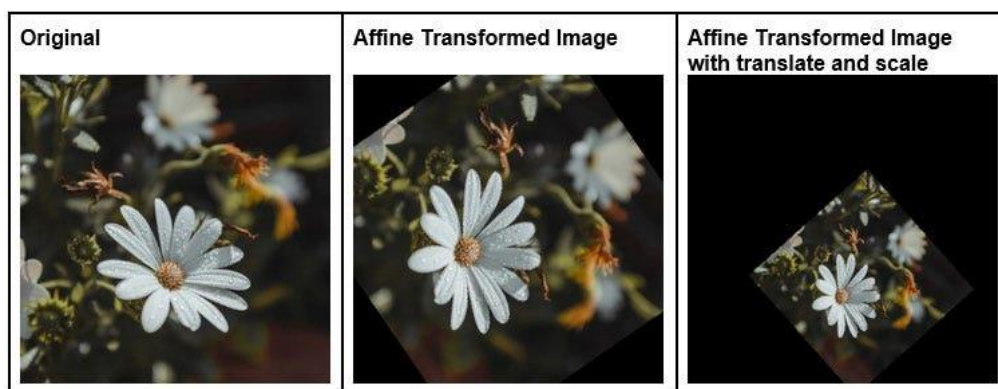 Original
Affine Transformed Image
Affine Transformed Image
with translate and scale